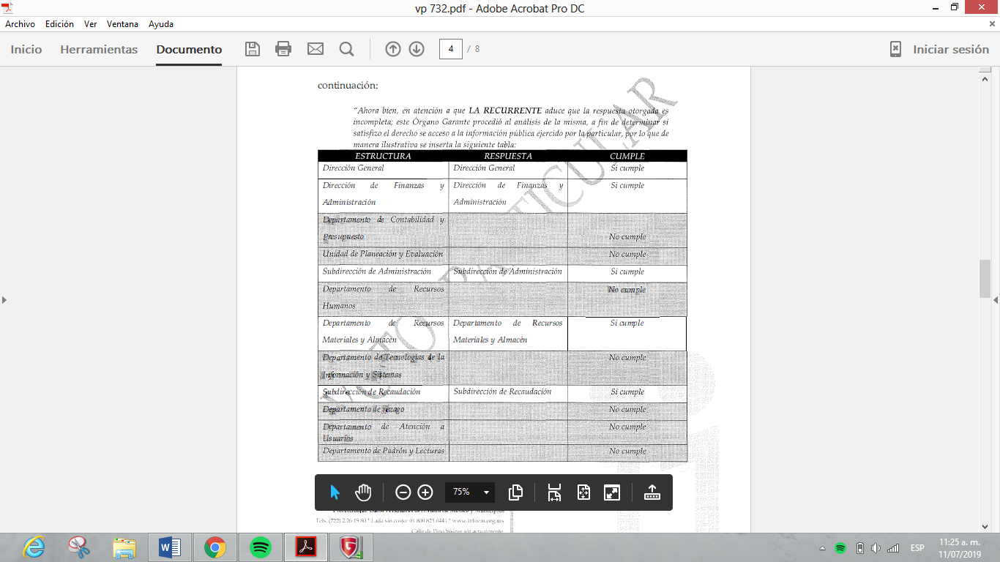 vp 732.pdf - Adobe Acrobat Pro DC
Archivo Edición Ver Ventana Ayuda
Inicio Herramientas Documento 4 / 8 Iniciar sesión
continuación:
"Ahora bien, en atención a que LA RECURRENTE aduce que la respuesta otorgada es
incompleta; este Órgano Garante procedió al análisis de la misma, a fin de determinar si
satisfizo el derecho se acceso a la información pública ejercido por la particular, por lo que de
manera ilustrativa se inserta la siguiente tabla:
ESTRUCTURA RESPUESTA CUMPLE
Dirección General Dirección General Si cumple
Dirección de Finanzas y Dirección de Finanzas y Si cumple
Administración Administración
Departamento de Contabilidad y
Presupuesto No cumple
Unidad de Planeación y Evaluación No cumple
Subdirección de Administración Subdirección de Administración Si cumple
Departamento de Recursos No cumple
Humanos
Departamento de Recursos Departamento de Recursos Si cumple
Materiales y Almacén Materiales y Almacén
Departamento de Tecnologías de la No cumple
Información y Sistemas
Subdirección de Recaudación Subdirección de Recaudación Si cumple
Departamento de rezago No cumple
Departamento de Atención a No cumple
Usuarios
Departamento de Padrón y Lecturas No cumple
VOTO PARTICULAR
75%
Tels. (722) 2 26 19 80 * Lada sin costo: 01 800 821 0441 * www.infoem.org.mx
Calle de Pino Suárez s/n actualmente
ESP
11:25 a. m.
11/07/2019